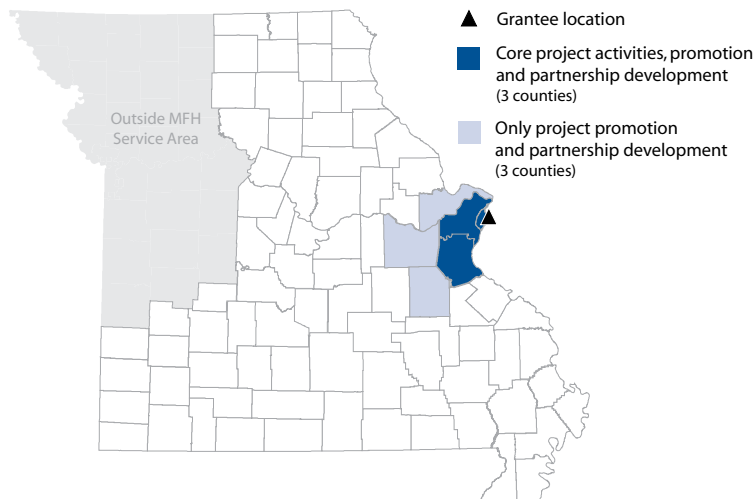 Grantee location
Core project activities, promotion
and partnership development
(3 counties)
Outside MFH
Service Area
Only project promotion
and partnership development
(3 counties)